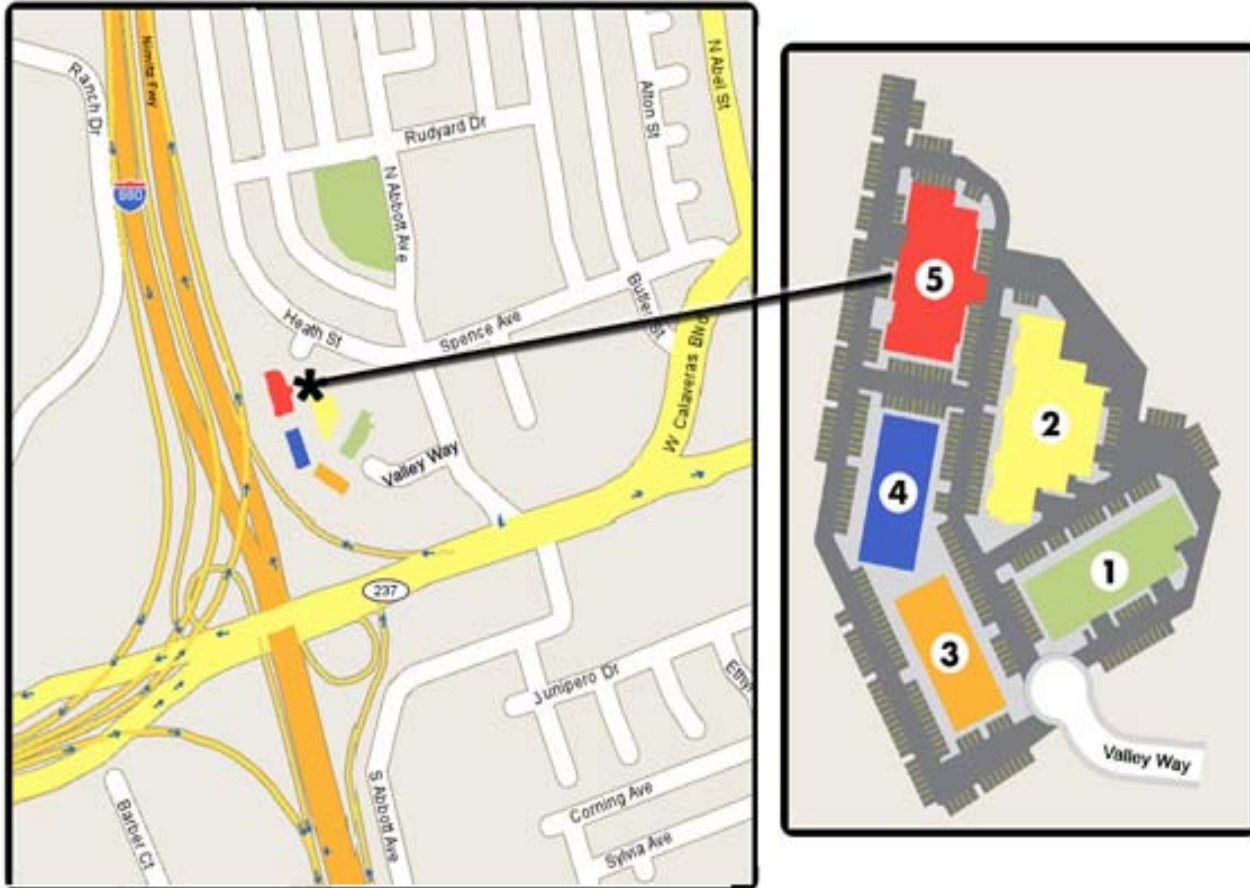 Ranch Dr
Nimitz Fwy
880
Rudyard Dr
N Abbott Ave
Alton St
N Abel St
Heath St
Spence Ave
Butler St
W Calaveras Blvd
*
Valley Way
237
Junipero Dr
S Abbott Ave
Corning Ave
Sylvia Ave
Barber Ct
5
2
4
1
3
Valley Way